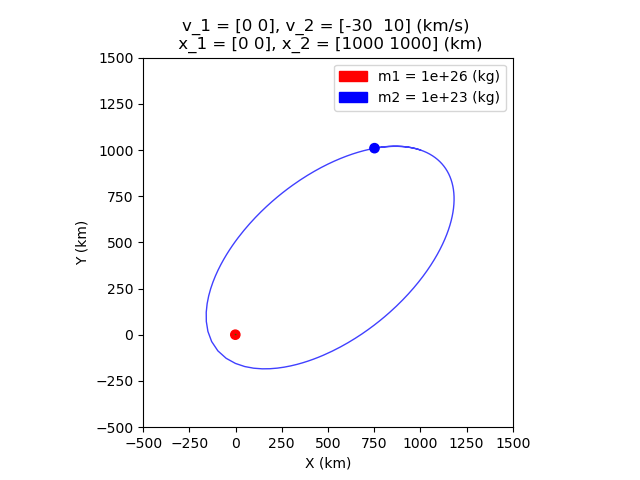 v_1 = [0 0], v_2 = [-30  10] (km/s)
x_1 = [0 0], x_2 = [1000 1000] (km)
m1 = 1e+26 (kg)
m2 = 1e+23 (kg)
1500
1250
1000
750
500
250
0
−250
−500
Y (km)
−500 −250 0 250 500 750 1000 1250 1500
X (km)